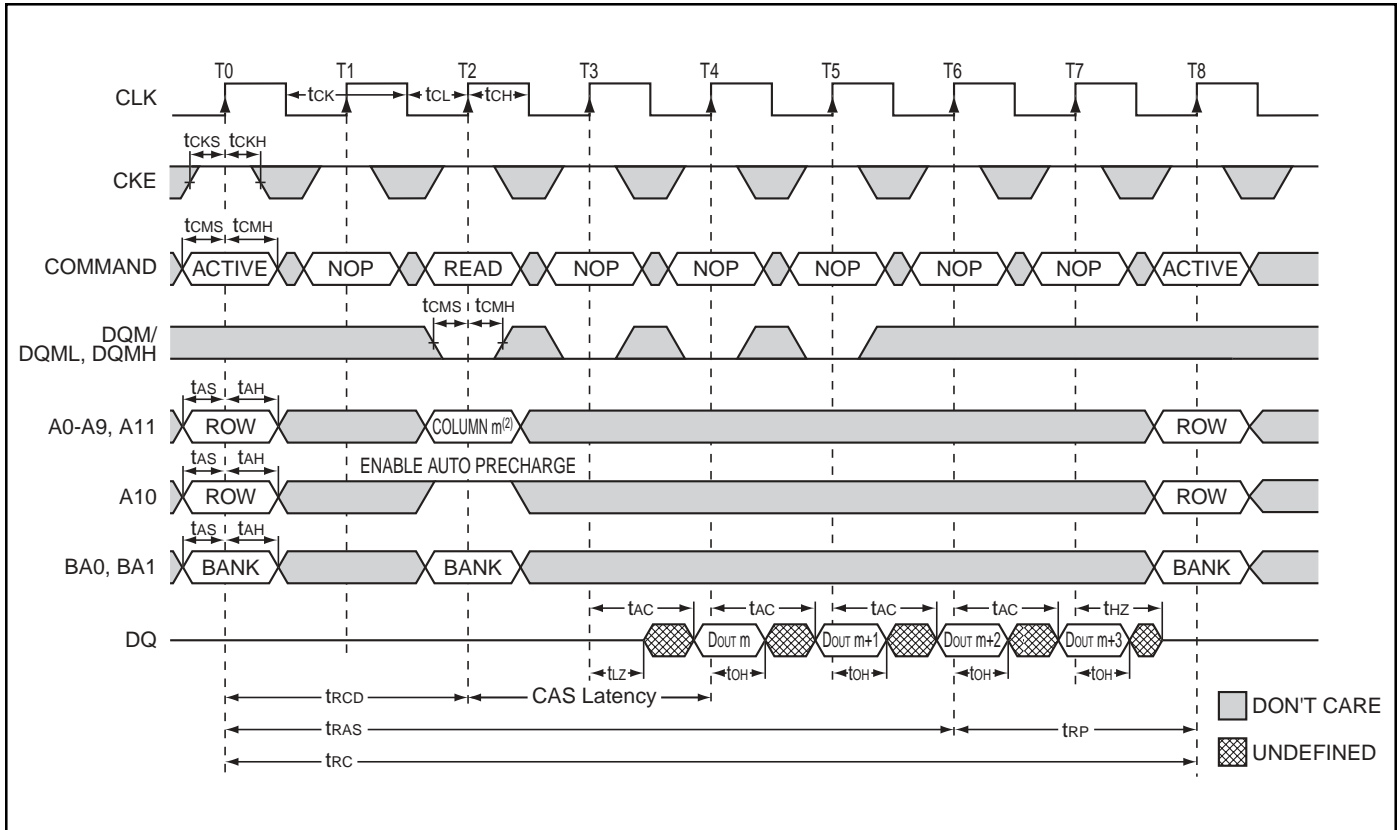 T0 T1 T2 T3 T4 T5 T6 T7 T8
CLK tCK tCL tCH
tCKS tCKH
CKE
tCMS tCMH
COMMAND ACTIVE NOP READ NOP NOP NOP NOP NOP ACTIVE
tCMS tCMH
DQM/
DQML, DQMH
tAS tAH
A0-A9, A11 ROW COLUMN m(2) ROW
tAS tAH ENABLE AUTO PRECHARGE
A10 ROW ROW
tAS tAH
BA0, BA1 BANK BANK BANK
tAC tAC tAC tAC tHZ
DQ DOUT m DOUT m+1 DOUT m+2 DOUT m+3
tLZ tOH tOH tOH tOH
tRCD CAS Latency
DON'T CARE
tRAS tRP
UNDEFINED
tRC